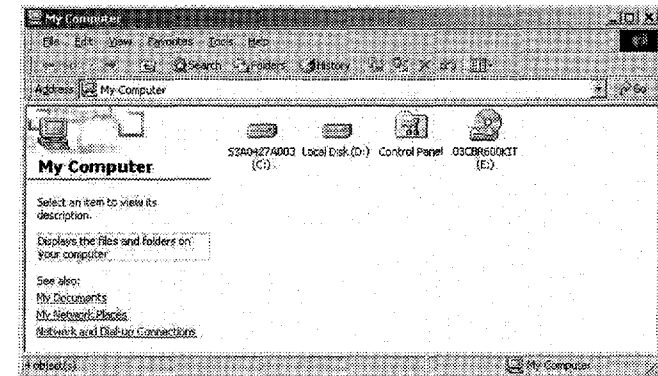 My Computer
File Edit View Favorites Tools Help
Search Folders History
Address My Computer Go
S3A0427A003 (C:)
Local Disk (D:)
Control Panel
03CBR600KIT (E:)
My Computer
Select an item to view its
description.
Displays the files and folders on
your computer
See also:
My Documents
My Network Places
Network and Dial-up Connections
4 object(s) My Computer